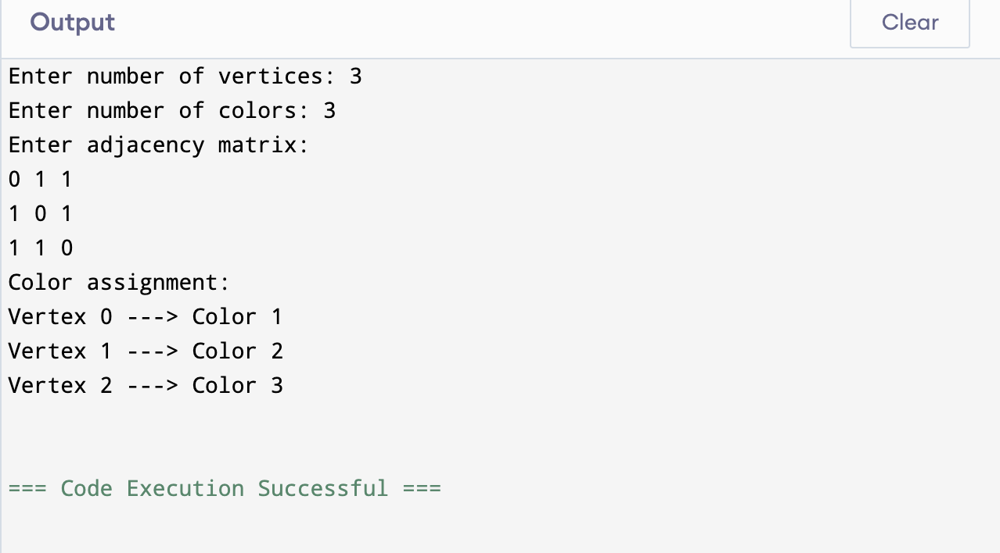 Output
Clear
Enter number of vertices: 3
Enter number of colors: 3
Enter adjacency matrix:
0 1 1
1 0 1
1 1 0
Color assignment:
Vertex 0 ---> Color 1
Vertex 1 ---> Color 2
Vertex 2 ---> Color 3
=== Code Execution Successful ===